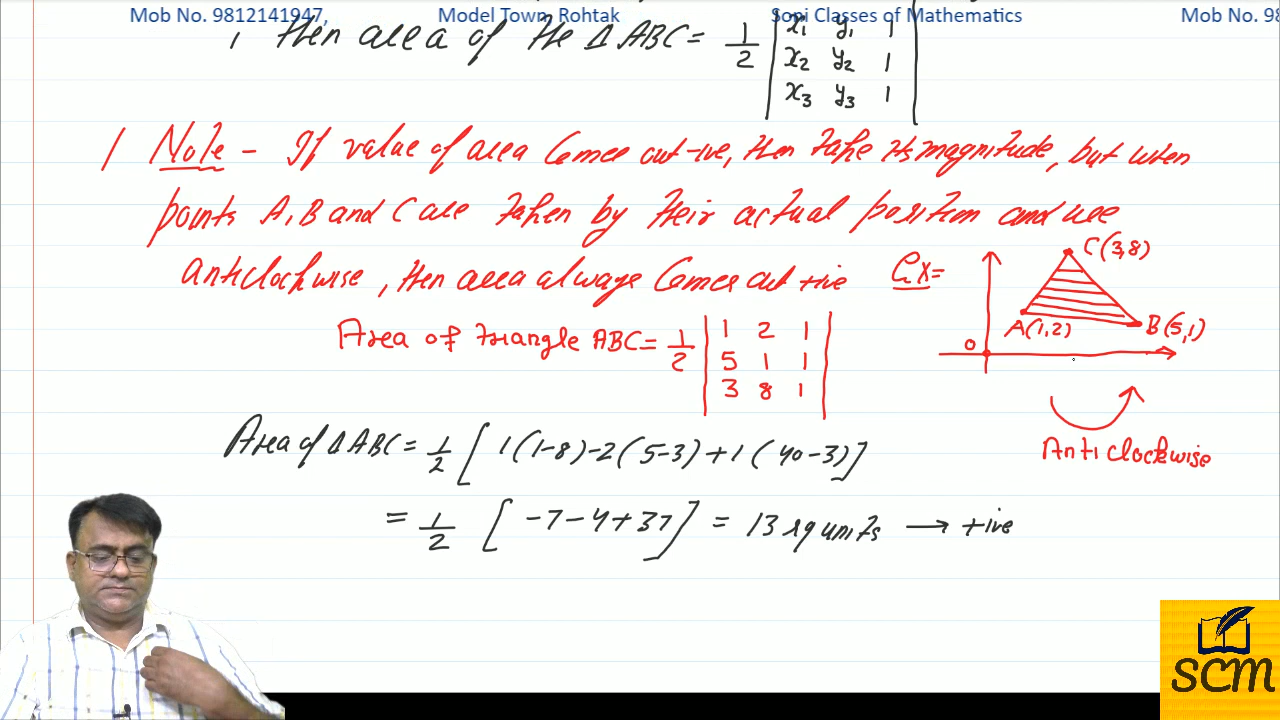 Mob No. 9812141947, Model Town, Rohtak Soni Classes of Mathematics Mob No. 98
, then area of the Δ ABC = 1/2 | x₁ y₁ 1
x₂ y₂ 1
x₃ y₃ 1 |
Note - If value of area comes out -ive, then take its magnitude, but when
points A, B and C are taken by their actual position and are
anticlockwise, then area always comes out +ive
Ex=
C(3,8)
A(1,2)
B(5,1)
O
Area of triangle ABC = 1/2 | 1 2 1
5 1 1
3 8 1 |
Anticlockwise
Area of Δ ABC = 1/2 [ 1(1-8)-2(5-3)+1(40-3)]
= 1/2 [ -7-4+37] = 13 sq units → +ive
SCM